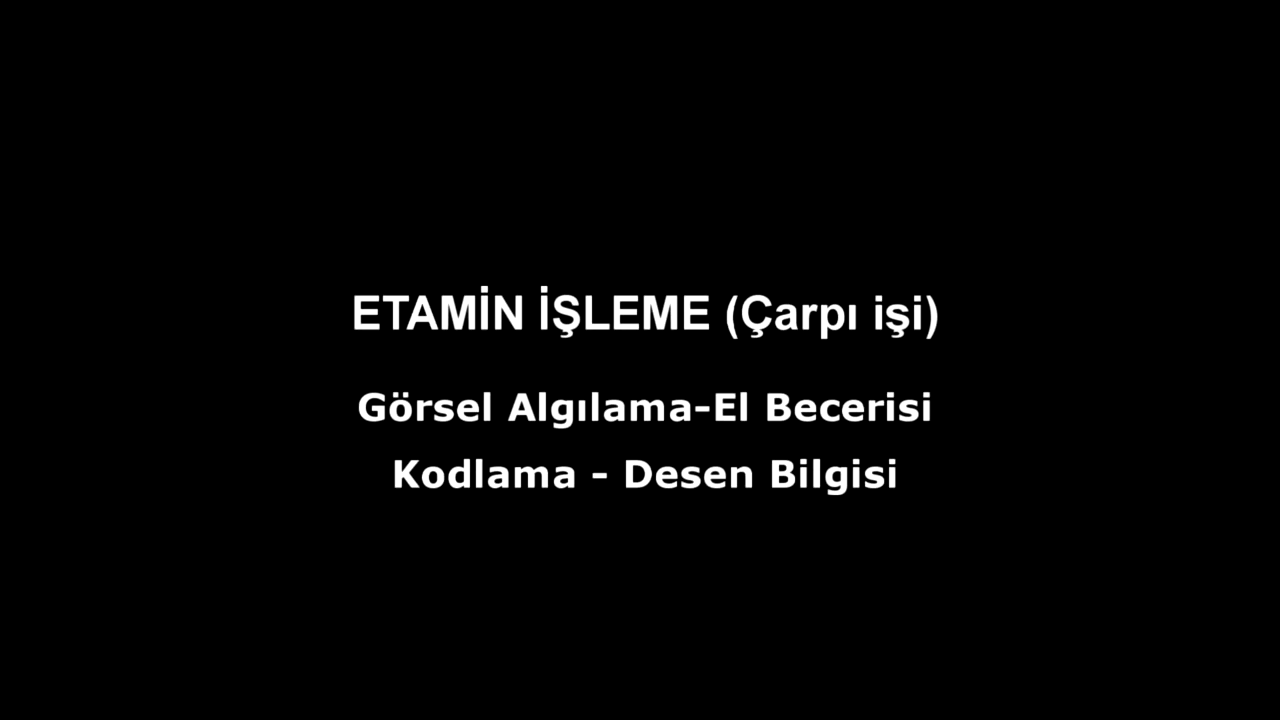 ETAMİN İŞLEME (Çarpı işi)
Görsel Algılama-El Becerisi
Kodlama - Desen Bilgisi